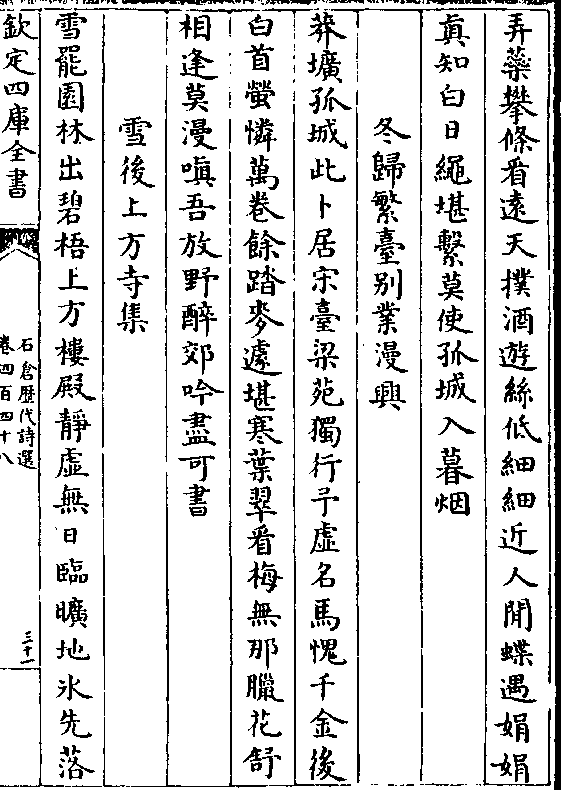 弄蘂攀條看遠天撲酒遊絲低細細近人閒蝶遇娟娟
眞知白日繩堪繫莫使孤城入暮烟
冬歸繁臺别業漫興
莽壙孤城此卜居宋臺梁苑獨行予虛名馬愧千金後
白首螢憐萬卷餘踏麥遽堪寒葉翠看梅無那臘花舒
相逢莫漫嗔吾放野醉郊吟盡可書
雪後上方寺集
雪罷園林出碧梧上方樓殿靜虛無日臨曠地氷先落
欽定四庫全書
石倉歴代詩選
卷四百四十八
三十一